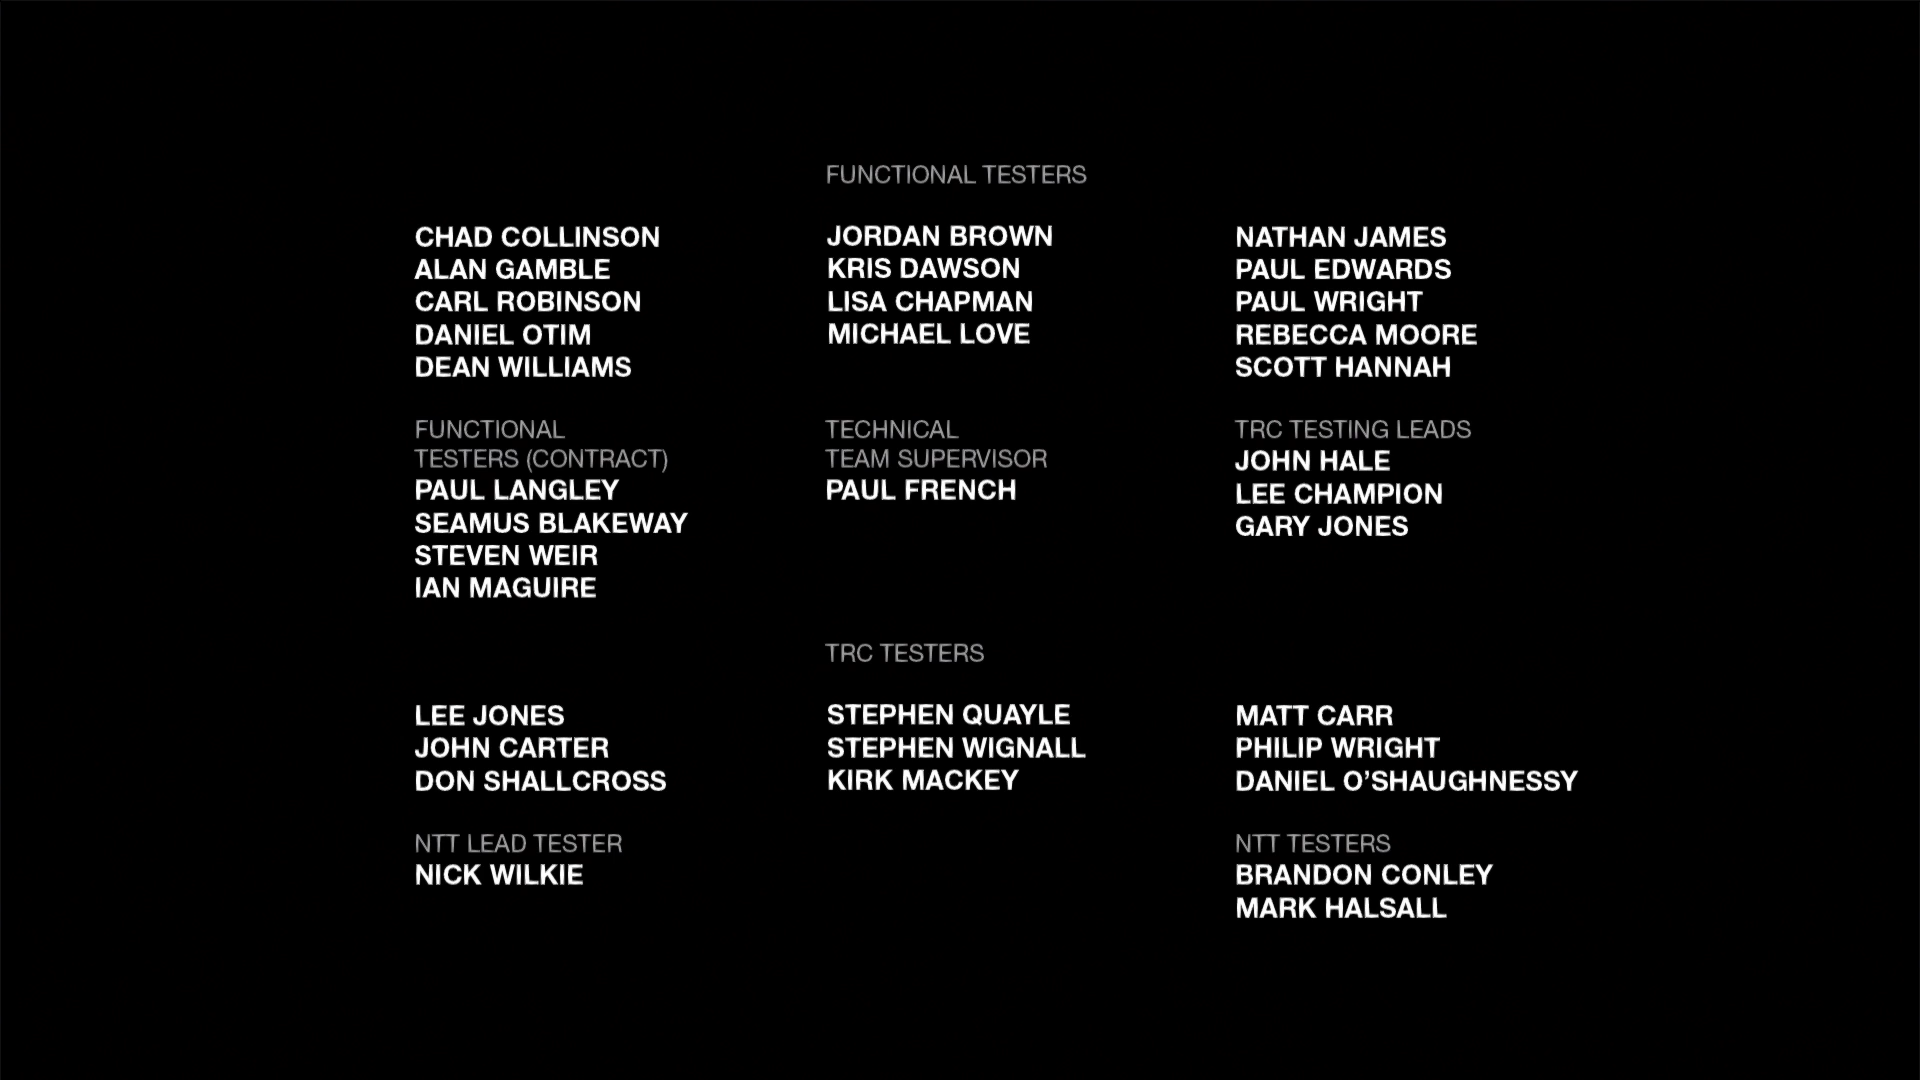 FUNCTIONAL TESTERS
CHAD COLLINSON
ALAN GAMBLE
CARL ROBINSON
DANIEL OTIM
DEAN WILLIAMS
JORDAN BROWN
KRIS DAWSON
LISA CHAPMAN
MICHAEL LOVE
NATHAN JAMES
PAUL EDWARDS
PAUL WRIGHT
REBECCA MOORE
SCOTT HANNAH
FUNCTIONAL
TESTERS (CONTRACT)
PAUL LANGLEY
SEAMUS BLAKEWAY
STEVEN WEIR
IAN MAGUIRE
TECHNICAL
TEAM SUPERVISOR
PAUL FRENCH
TRC TESTING LEADS
JOHN HALE
LEE CHAMPION
GARY JONES
TRC TESTERS
LEE JONES
JOHN CARTER
DON SHALLCROSS
STEPHEN QUAYLE
STEPHEN WIGNALL
KIRK MACKEY
MATT CARR
PHILIP WRIGHT
DANIEL O’SHAUGHNESSY
NTT LEAD TESTER
NICK WILKIE
NTT TESTERS
BRANDON CONLEY
MARK HALSALL